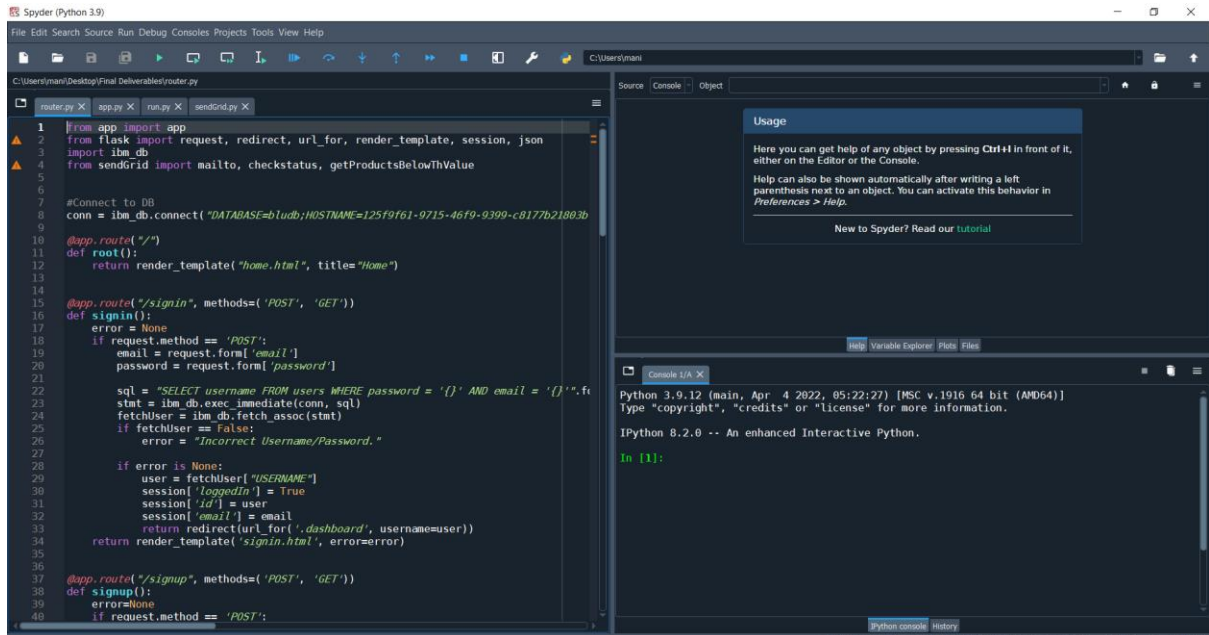 Spyder (Python 3.9)
File Edit Search Source Run Debug Consoles Projects Tools View Help
C:\Users\mani
C:\Users\mani\Desktop\Final Deliverables\router.py
router.py X app.py X run.py X sendGrid.py X
1 from app import app
2 from flask import request, redirect, url_for, render_template, session, json
3 import ibm_db
4 from sendGrid import mailto, checkstatus, getProductsBelowThValue
5
6
7 #Connect to DB
8 conn = ibm_db.connect("DATABASE=bludb;HOSTNAME=125f9f61-9715-46f9-9399-c8177b21803b
9
10 @app.route("/")
11 def root():
12 return render_template("home.html", title="Home")
13
14
15 @app.route("/signin", methods=('POST', 'GET'))
16 def signin():
17 error = None
18 if request.method == 'POST':
19 email = request.form['email']
20 password = request.form['password']
21
22 sql = "SELECT username FROM users WHERE password = '{}' AND email = '{}'".fo
23 stmt = ibm_db.exec_immediate(conn, sql)
24 fetchUser = ibm_db.fetch_assoc(stmt)
25 if fetchUser == False:
26 error = "Incorrect Username/Password."
27
28 if error is None:
29 user = fetchUser["USERNAME"]
30 session['loggedIn'] = True
31 session['id'] = user
32 session['email'] = email
33 return redirect(url_for('.dashboard', username=user))
34 return render_template('signin.html', error=error)
35
36
37 @app.route("/signup", methods=('POST', 'GET'))
38 def signup():
39 error=None
40 if request.method == 'POST':
Source Console Object
Usage
Here you can get help of any object by pressing Ctrl+I in front of it,
either on the Editor or the Console.
Help can also be shown automatically after writing a left
parenthesis next to an object. You can activate this behavior in
Preferences > Help.
New to Spyder? Read our tutorial
Help Variable Explorer Plots Files
Console 1/A X
Python 3.9.12 (main, Apr 4 2022, 05:22:27) [MSC v.1916 64 bit (AMD64)]
Type "copyright", "credits" or "license" for more information.
IPython 8.2.0 -- An enhanced Interactive Python.
In [1]:
IPython console History